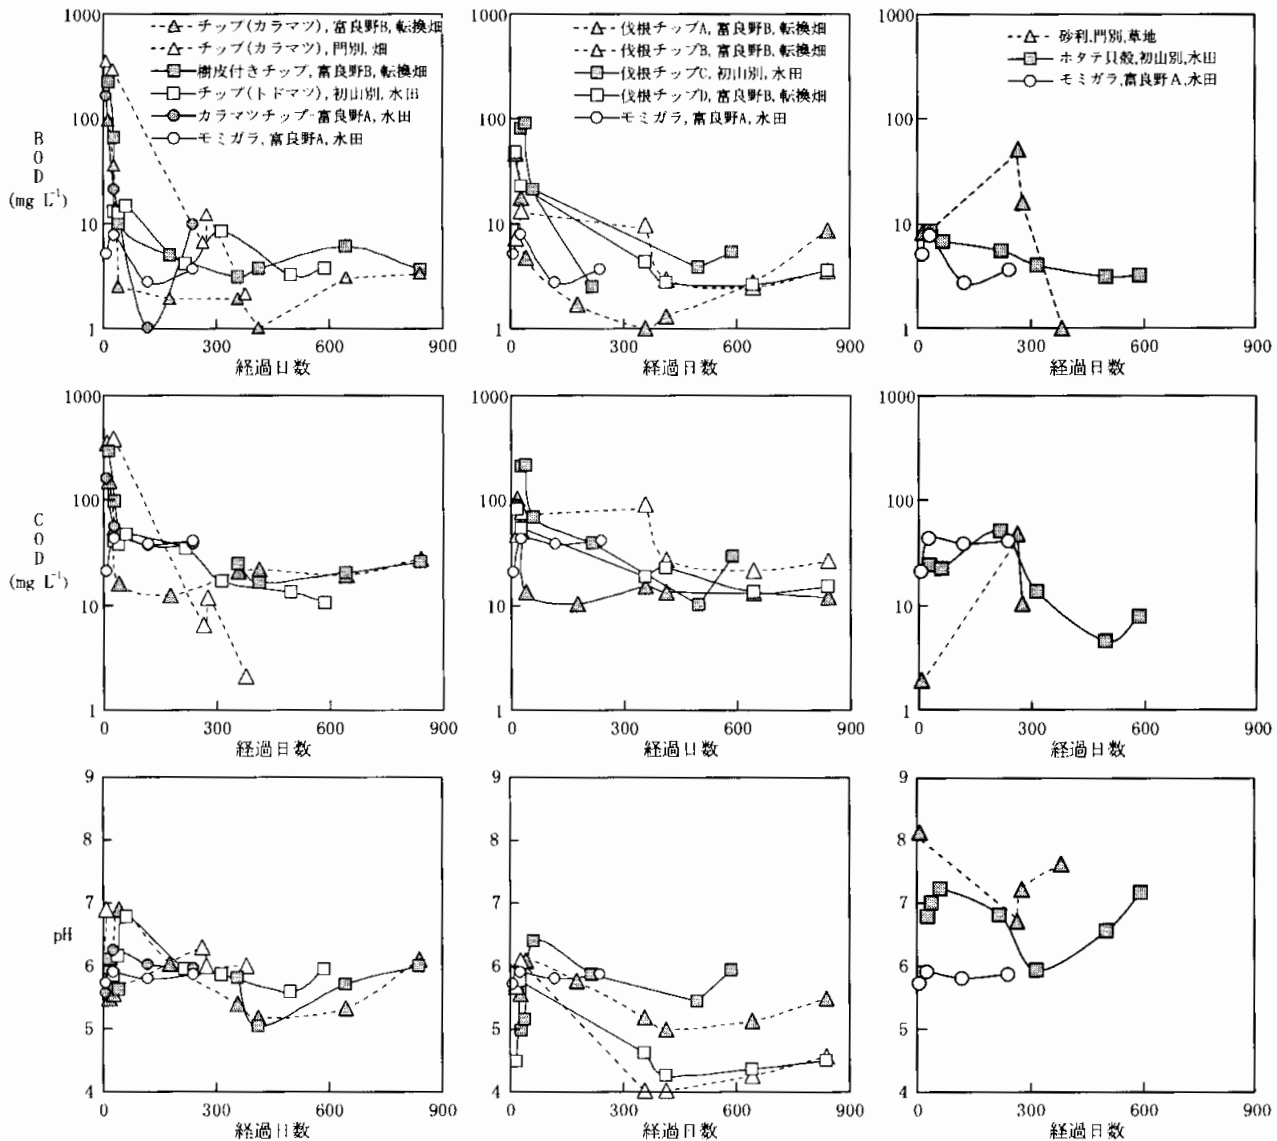 1000
100
10
1
BOD
(mg L⁻¹)
チップ(カラマツ), 富良野B, 転換畑
チップ(カラマツ), 門別, 畑
樹皮付きチップ, 富良野B, 転換畑
チップ(トドマツ), 初山別, 水田
カラマツチップ 富良野A, 水田
モミガラ, 富良野A, 水田
0 300 600 900
経過日数
1000
100
10
1
伐根チップA, 富良野B, 転換畑
伐根チップB, 富良野B, 転換畑
伐根チップC, 初山別, 水田
伐根チップD, 富良野B, 転換畑
モミガラ, 富良野A, 水田
0 300 600 900
経過日数
1000
100
10
1
砂利, 門別, 草地
ホタテ貝殻, 初山別, 水田
モミガラ, 富良野A, 水田
0 300 600 900
経過日数
1000
100
10
1
COD
(mg L⁻¹)
0 300 600 900
経過日数
1000
100
10
1
0 300 600 900
経過日数
1000
100
10
1
0 300 600 900
経過日数
9
8
7
6
5
4
pH
0 300 600 900
経過日数
9
8
7
6
5
4
0 300 600 900
経過日数
9
8
7
6
5
4
0 300 600 900
経過日数